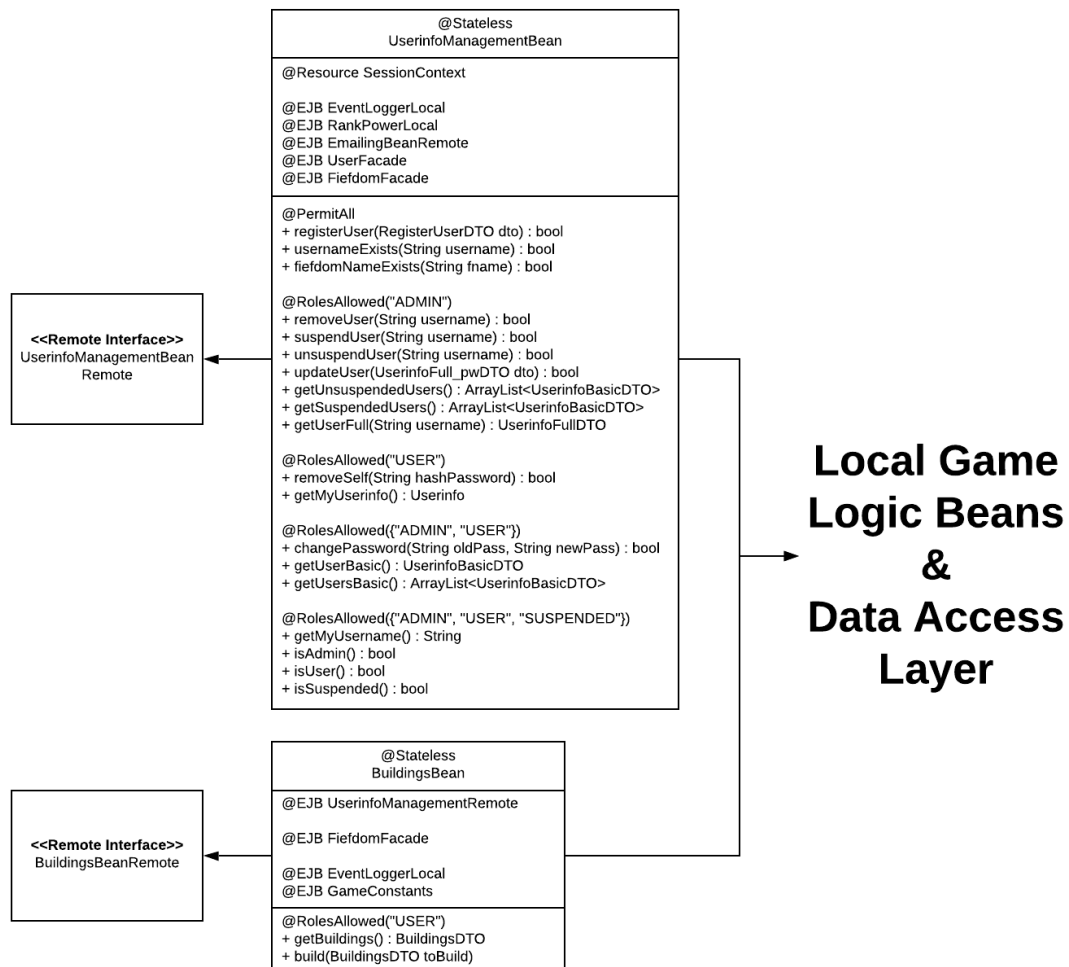 @Stateless
UserinfoManagementBean
@Resource SessionContext
@EJB EventLoggerLocal
@EJB RankPowerLocal
@EJB EmailingBeanRemote
@EJB UserFacade
@EJB FiefdomFacade
@PermitAll
+ registerUser(RegisterUserDTO dto) : bool
+ usernameExists(String username) : bool
+ fiefdomNameExists(String fname) : bool
@RolesAllowed("ADMIN")
+ removeUser(String username) : bool
+ suspendUser(String username) : bool
+ unsuspendUser(String username) : bool
+ updateUser(UserinfoFull_pwDTO dto) : bool
+ getUnsuspendedUsers() : ArrayList<UserinfoBasicDTO>
+ getSuspendedUsers() : ArrayList<UserinfoBasicDTO>
+ getUserFull(String username) : UserinfoFullDTO
@RolesAllowed("USER")
+ removeSelf(String hashPassword) : bool
+ getMyUserinfo() : Userinfo
@RolesAllowed({"ADMIN", "USER"})
+ changePassword(String oldPass, String newPass) : bool
+ getUserBasic() : UserinfoBasicDTO
+ getUsersBasic() : ArrayList<UserinfoBasicDTO>
@RolesAllowed({"ADMIN", "USER", "SUSPENDED"})
+ getMyUsername() : String
+ isAdmin() : bool
+ isUser() : bool
+ isSuspended() : bool
<<Remote Interface>>
UserinfoManagementBean
Remote
Local Game
Logic Beans
&
Data Access
Layer
@Stateless
BuildingsBean
@EJB UserinfoManagementRemote
@EJB FiefdomFacade
@EJB EventLoggerLocal
@EJB GameConstants
@RolesAllowed("USER")
+ getBuildings() : BuildingsDTO
+ build(BuildingsDTO toBuild)
<<Remote Interface>>
BuildingsBeanRemote